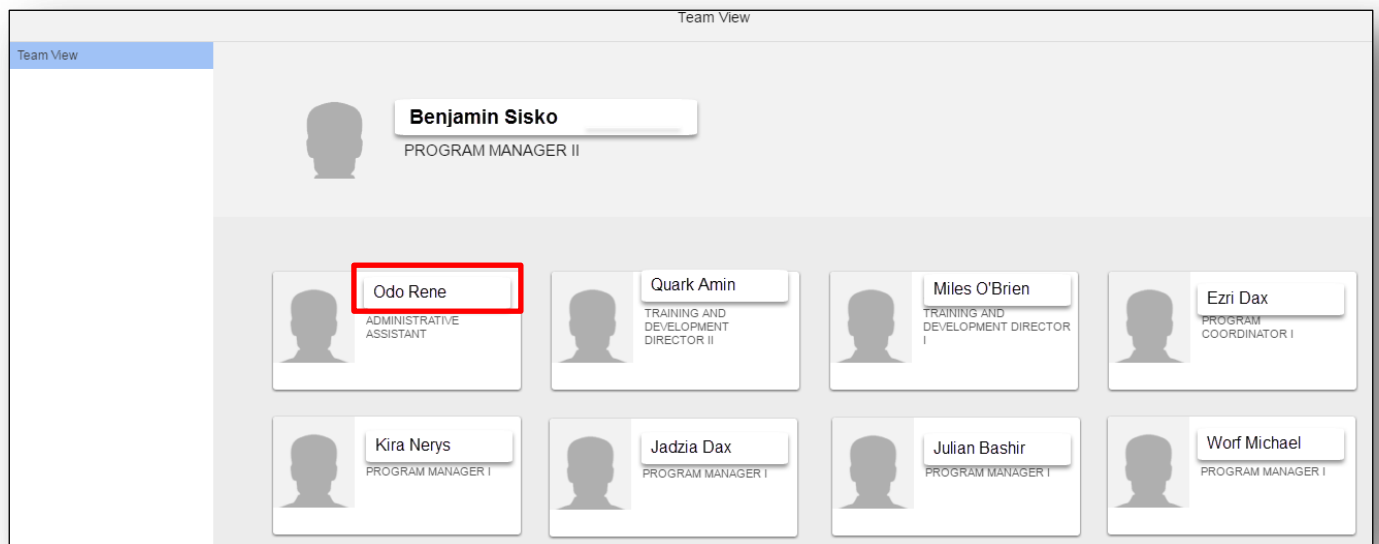 Team View
Team View
Benjamin Sisko
PROGRAM MANAGER II
Odo Rene
ADMINISTRATIVE
ASSISTANT
Quark Amin
TRAINING AND
DEVELOPMENT
DIRECTOR II
Miles O'Brien
TRAINING AND
DEVELOPMENT DIRECTOR
I
Ezri Dax
PROGRAM
COORDINATOR I
Kira Nerys
PROGRAM MANAGER I
Jadzia Dax
PROGRAM MANAGER I
Julian Bashir
PROGRAM MANAGER I
Worf Michael
PROGRAM MANAGER I